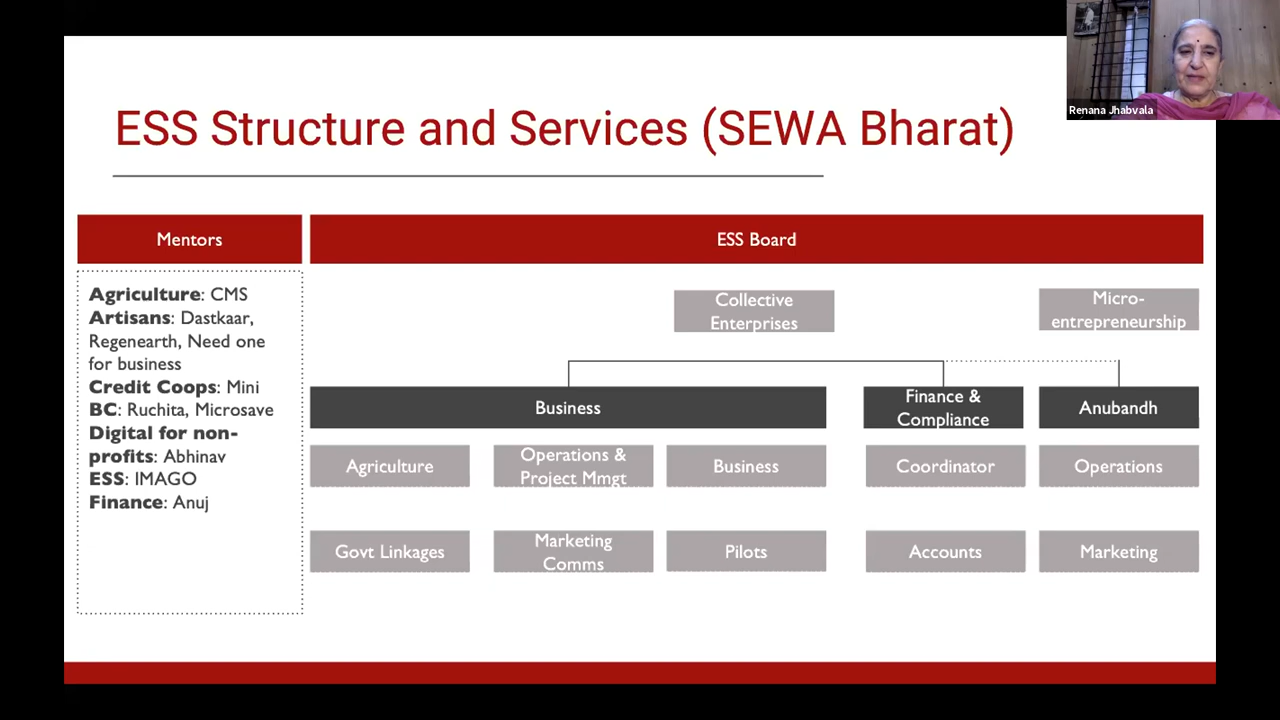 Renana Jhabvala
ESS Structure and Services (SEWA Bharat)
Mentors
Agriculture: CMS
Artisans: Dastkaar,
Regenearth, Need one
for business
Credit Coops: Mini
BC: Ruchita, Microsave
Digital for non-
profits: Abhinav
ESS: IMAGO
Finance: Anuj
ESS Board
Collective
Enterprises
Micro-
entrepreneurship
Business
Finance &
Compliance
Anubandh
Agriculture
Operations &
Project Mmgt
Business
Coordinator
Operations
Govt Linkages
Marketing
Comms
Pilots
Accounts
Marketing